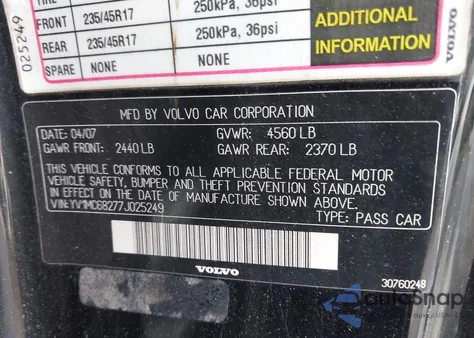 TIRE 250kPa, 36psi
FRONT 235/45R17
REAR 235/45R17 250kPa, 36psi
SPARE NONE NONE
ADDITIONAL
INFORMATION
VOLVO
025249
MFD BY VOLVO CAR CORPORATION
DATE: 04/07 GVWR: 4560 LB
GAWR FRONT: 2440 LB GAWR REAR: 2370 LB
THIS VEHICLE CONFORMS TO ALL APPLICABLE FEDERAL MOTOR
VEHICLE SAFETY, BUMPER AND THEFT PREVENTION STANDARDS
IN EFFECT ON THE DATE OF MANUFACTURE SHOWN ABOVE.
VIN:YV1MC68277J025249 TYPE: PASS CAR
VOLVO
30760248
AutoSnap